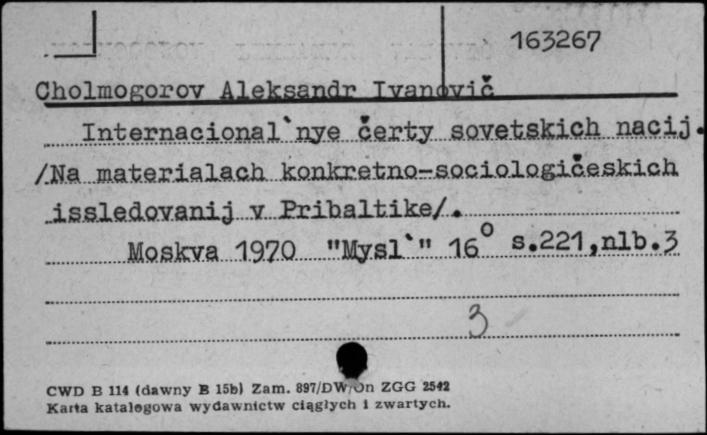 163267
Cholmogorov Aleksandr Ivanovič
Internacional`nye čerty sovetskich nacij.
/Na materialach konkretno-sociologičeskich
issledovanij v Pribaltike/.
Moskva 1970 "Mysl`" 16° s.221,nlb.3
3
CWD B 114 (dawny B 15b) Zam. 897/DW/On ZGG 2542
Karta katalogowa wydawnictw ciągłych i zwartych.